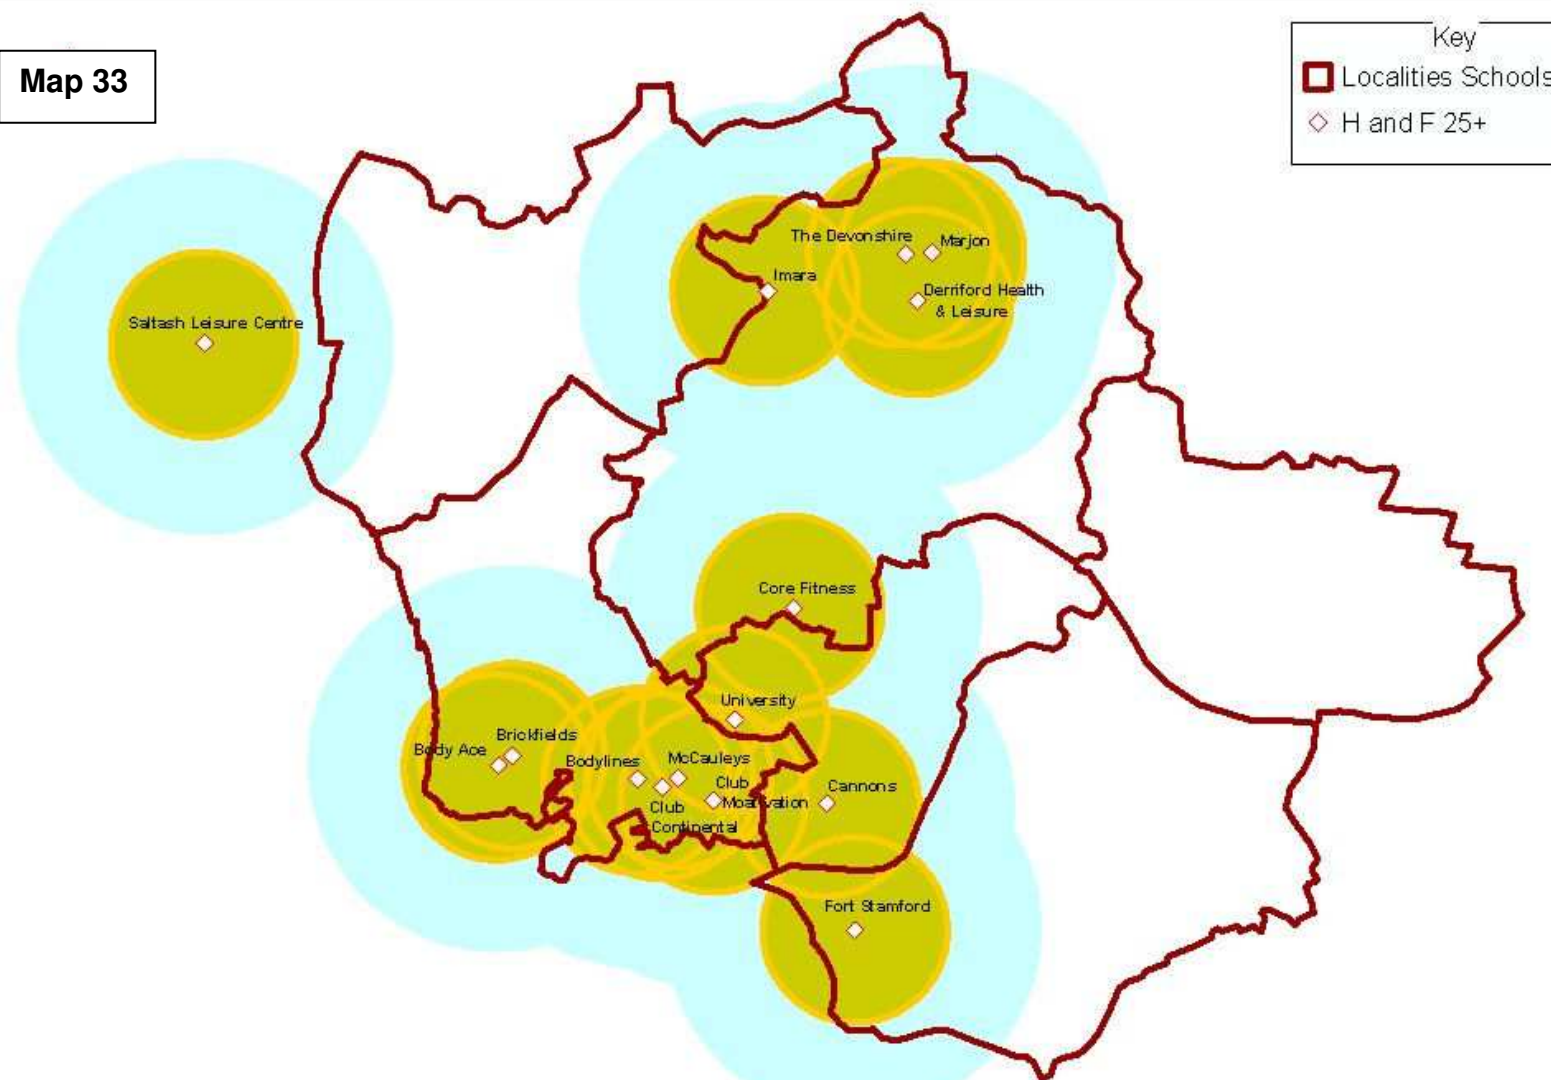 Map 33
Key
Localities Schools
H and F 25+
The Devonshire
Marjon
Imara
Derriford Health
& Leisure
Saltash Leisure Centre
Core Fitness
University
Brickfields
Body Ace
Bodylines
McCauleys
Club
Moativation
Cannons
Club
Continental
Fort Stamford